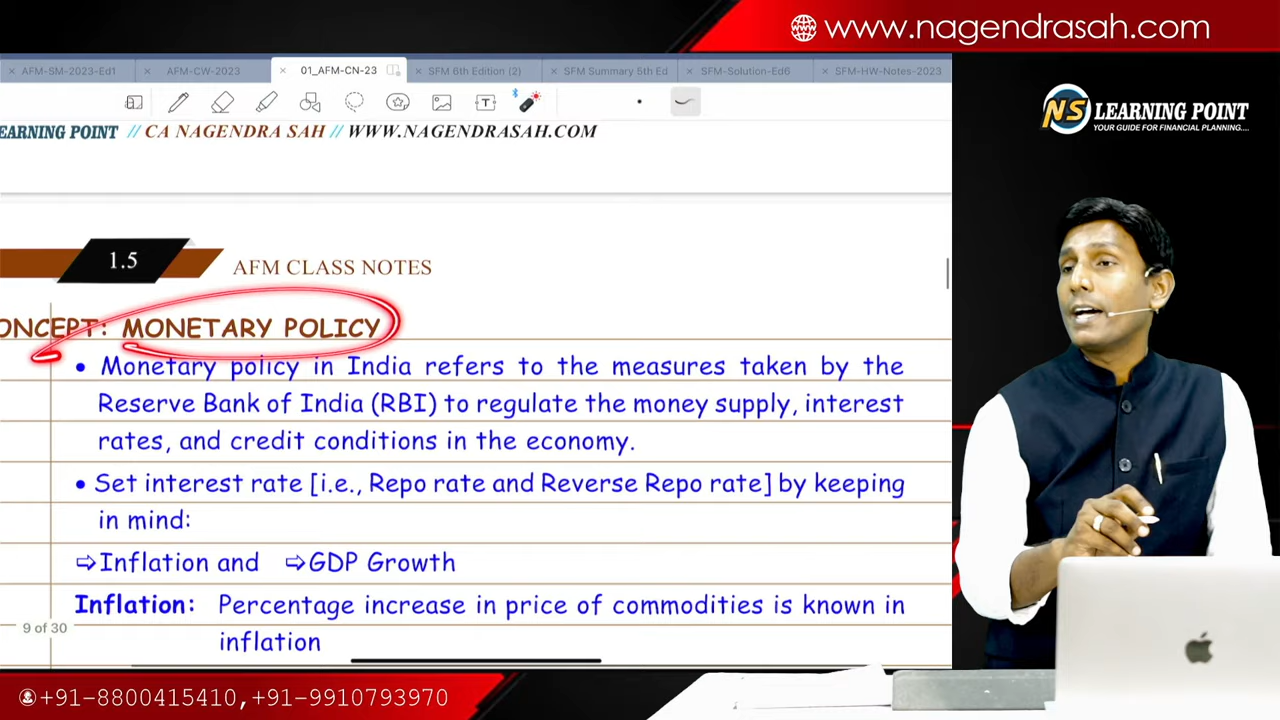 www.nagendrasah.com
AFM-SM-2023-Ed1
AFM-CW-2023
01_AFM-CN-23
SFM 6th Edition (2)
SFM Summary 5th Ed
SFM-Solution-Ed6
SFM-HW-Notes-2023
EARNING POINT // CA NAGENDRA SAH // WWW.NAGENDRASAH.COM
NS LEARNING POINT
YOUR GUIDE FOR FINANCIAL PLANNING....
1.5 AFM CLASS NOTES
ONCEPT: MONETARY POLICY
• Monetary policy in India refers to the measures taken by the
Reserve Bank of India (RBI) to regulate the money supply, interest
rates, and credit conditions in the economy.
• Set interest rate [i.e., Repo rate and Reverse Repo rate] by keeping
in mind:
⇨Inflation and ⇨GDP Growth
Inflation: Percentage increase in price of commodities is known in
9 of 30
inflation
+91-8800415410,+91-9910793970